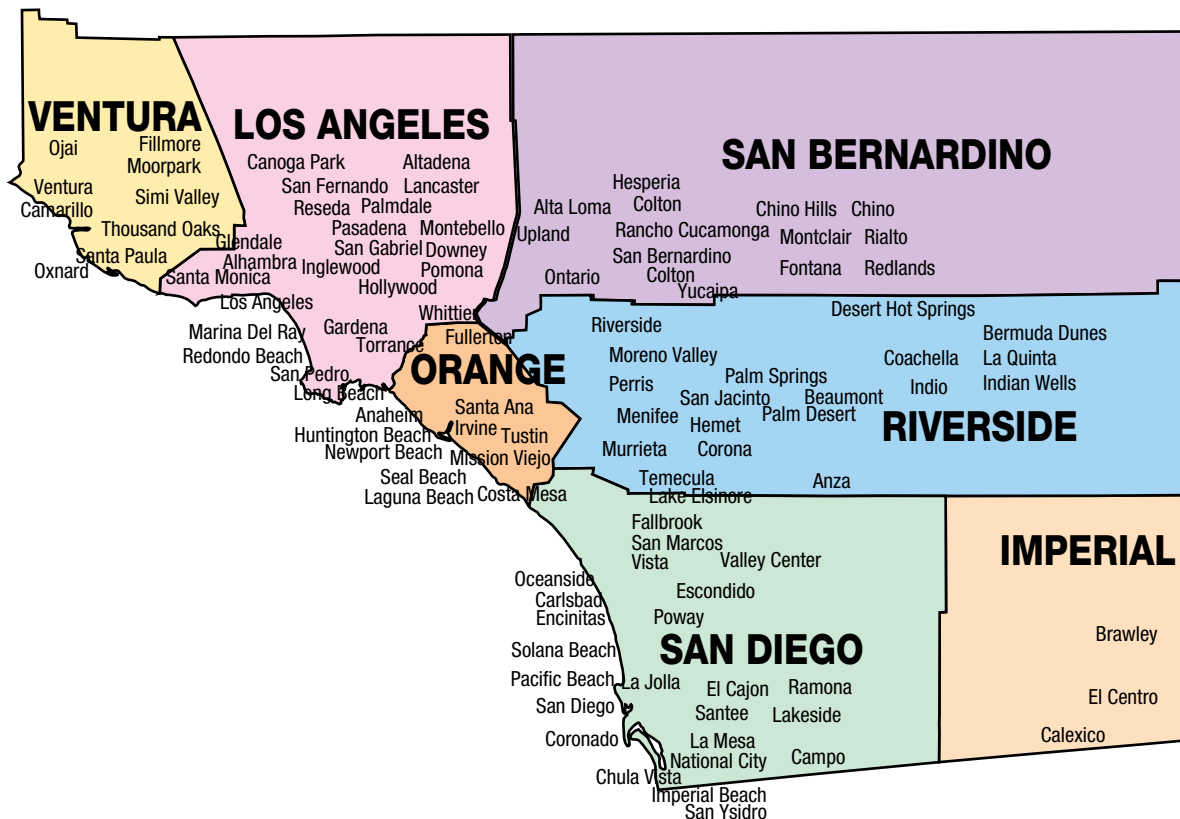 VENTURA
Ojai
Fillmore
Moorpark
Ventura
Simi Valley
Camarillo
Thousand Oaks
Santa Paula
Oxnard
LOS ANGELES
Canoga Park
Altadena
San Fernando
Lancaster
Reseda
Palmdale
Pasadena
Montebello
Glendale
San Gabriel
Downey
Alhambra
Inglewood
Pomona
Santa Monica
Hollywood
Los Angeles
Whittier
Marina Del Ray
Gardena
Torrance
Redondo Beach
San Pedro
Long Beach
SAN BERNARDINO
Hesperia
Alta Loma
Colton
Chino Hills
Chino
Upland
Rancho Cucamonga
Montclair
Rialto
San Bernardino
Ontario
Colton
Fontana
Redlands
Yucaipa
ORANGE
Fullerton
Anaheim
Santa Ana
Irvine
Tustin
Huntington Beach
Newport Beach
Mission Viejo
Seal Beach
Laguna Beach
Costa Mesa
RIVERSIDE
Desert Hot Springs
Riverside
Bermuda Dunes
Moreno Valley
Coachella
La Quinta
Perris
Palm Springs
Indio
Indian Wells
San Jacinto
Beaumont
Menifee
Hemet
Palm Desert
Murrieta
Corona
Temecula
Anza
Lake Elsinore
SAN DIEGO
Fallbrook
San Marcos
Vista
Valley Center
Oceanside
Escondido
Carlsbad
Encinitas
Poway
Solana Beach
Pacific Beach
La Jolla
El Cajon
Ramona
San Diego
Santee
Lakeside
Coronado
La Mesa
National City
Campo
Chula Vista
Imperial Beach
San Ysidro
IMPERIAL
Brawley
El Centro
Calexico